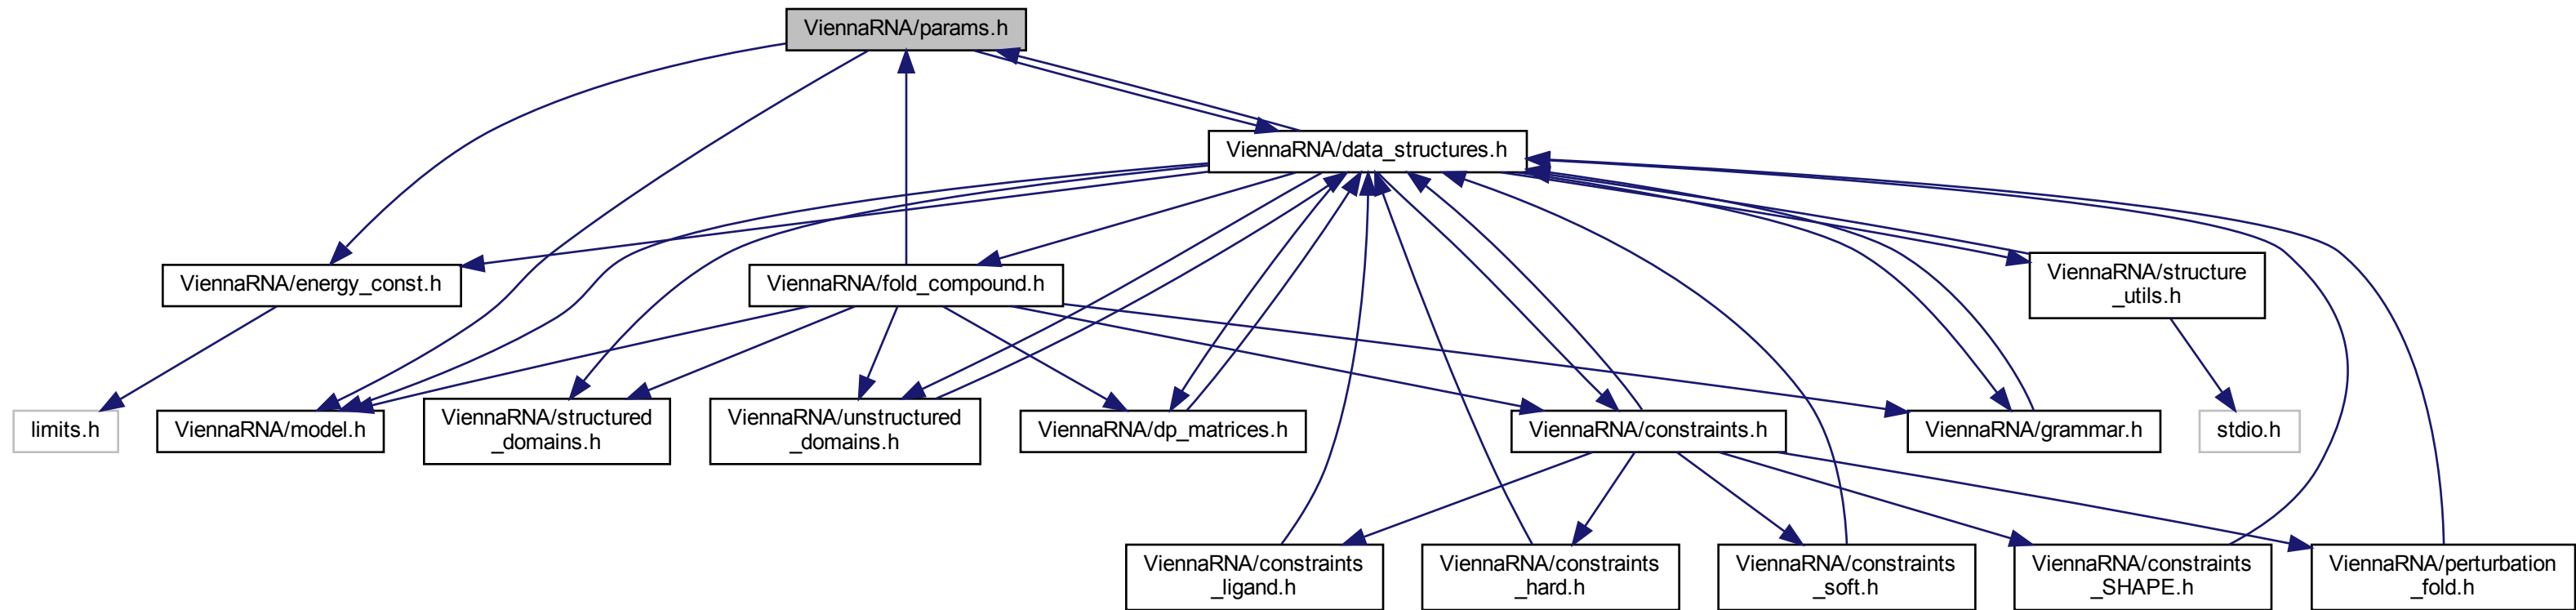 ViennaRNA/params.h
ViennaRNA/data_structures.h
ViennaRNA/energy_const.h
ViennaRNA/fold_compound.h
ViennaRNA/structure
_utils.h
limits.h
ViennaRNA/model.h
ViennaRNA/structured
_domains.h
ViennaRNA/unstructured
_domains.h
ViennaRNA/dp_matrices.h
ViennaRNA/constraints.h
ViennaRNA/grammar.h
stdio.h
ViennaRNA/constraints
_ligand.h
ViennaRNA/constraints
_hard.h
ViennaRNA/constraints
_soft.h
ViennaRNA/constraints
_SHAPE.h
ViennaRNA/perturbation
_fold.h